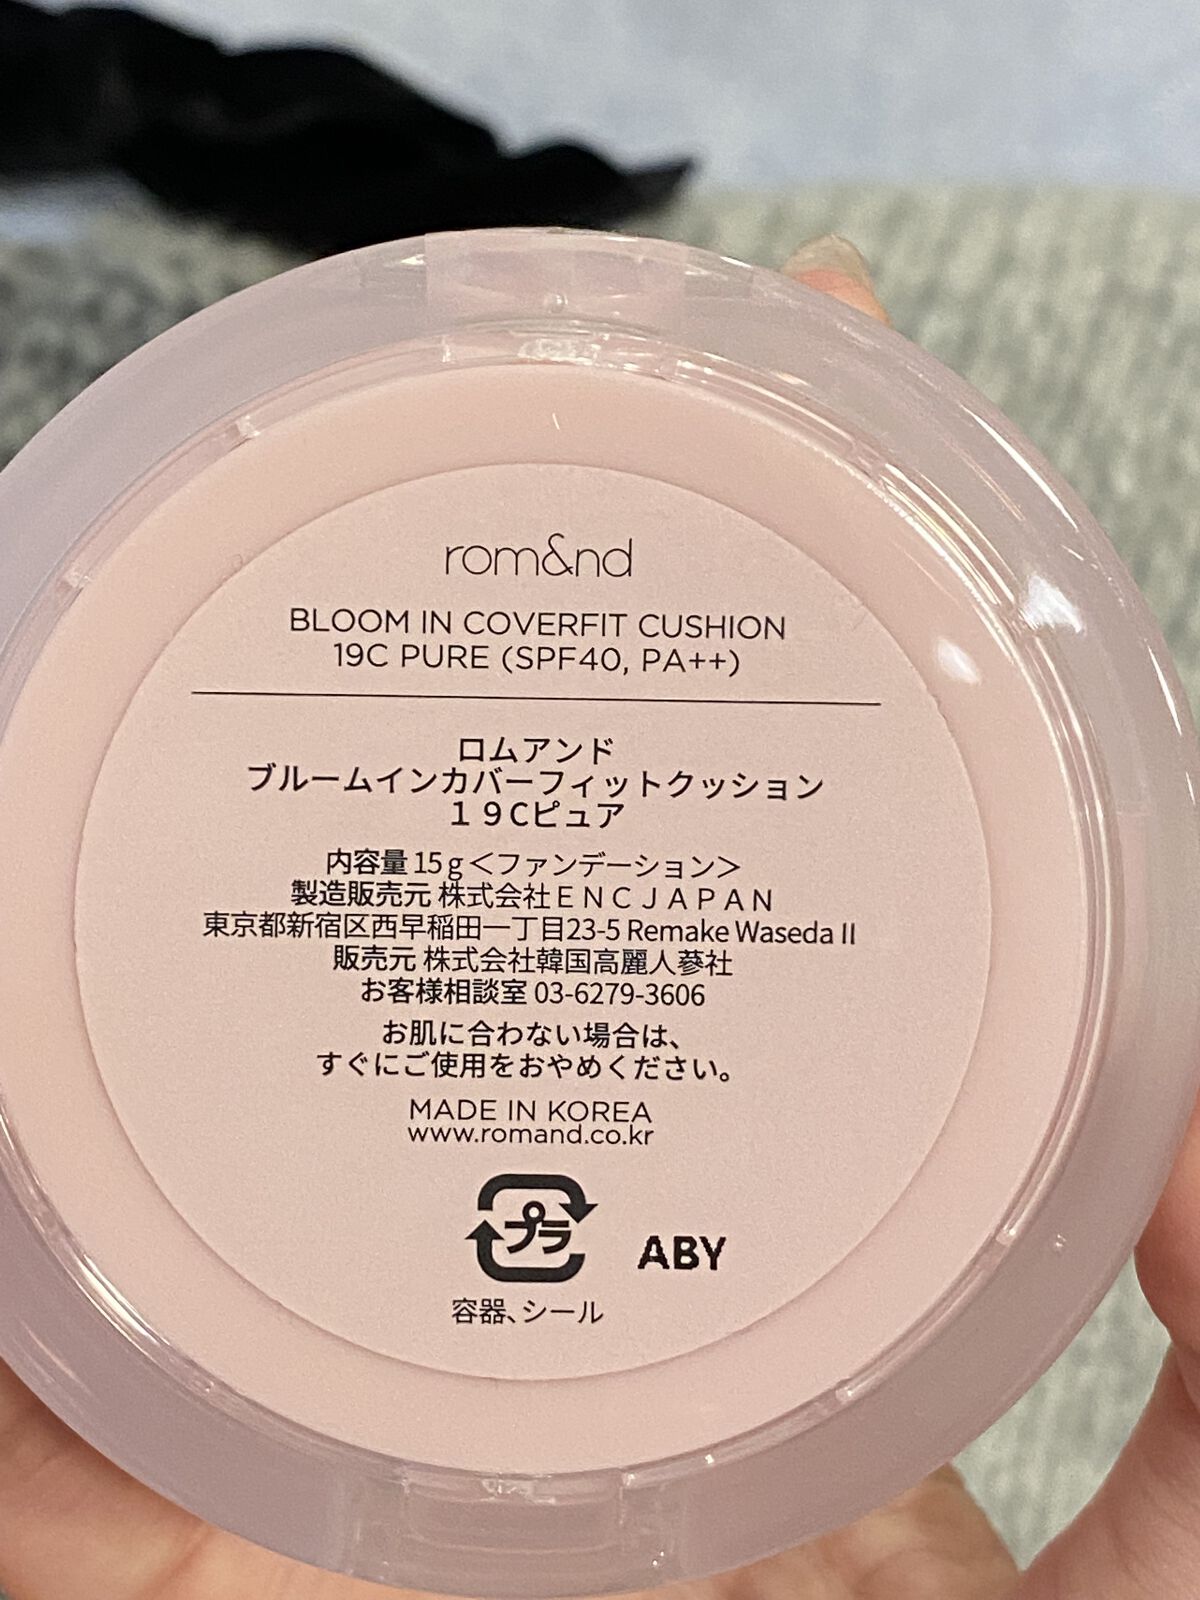 rom&nd
BLOOM IN COVERFIT CUSHION
19C PURE (SPF40, PA++)
ロムアンド
ブルームインカバーフィットクッション
１９Cピュア
内容量 15ｇ＜ファンデーション＞
製造販売元 株式会社ＥＮＣＪＡＰＡＮ
東京都新宿区西早稲田一丁目23-5 Remake Waseda II
販売元 株式会社韓国高麗人蔘社
お客様相談室 03-6279-3606
お肌に合わない場合は、
すぐにご使用をおやめください。
MADE IN KOREA
www.romand.co.kr
プラ
ABY
容器、シール